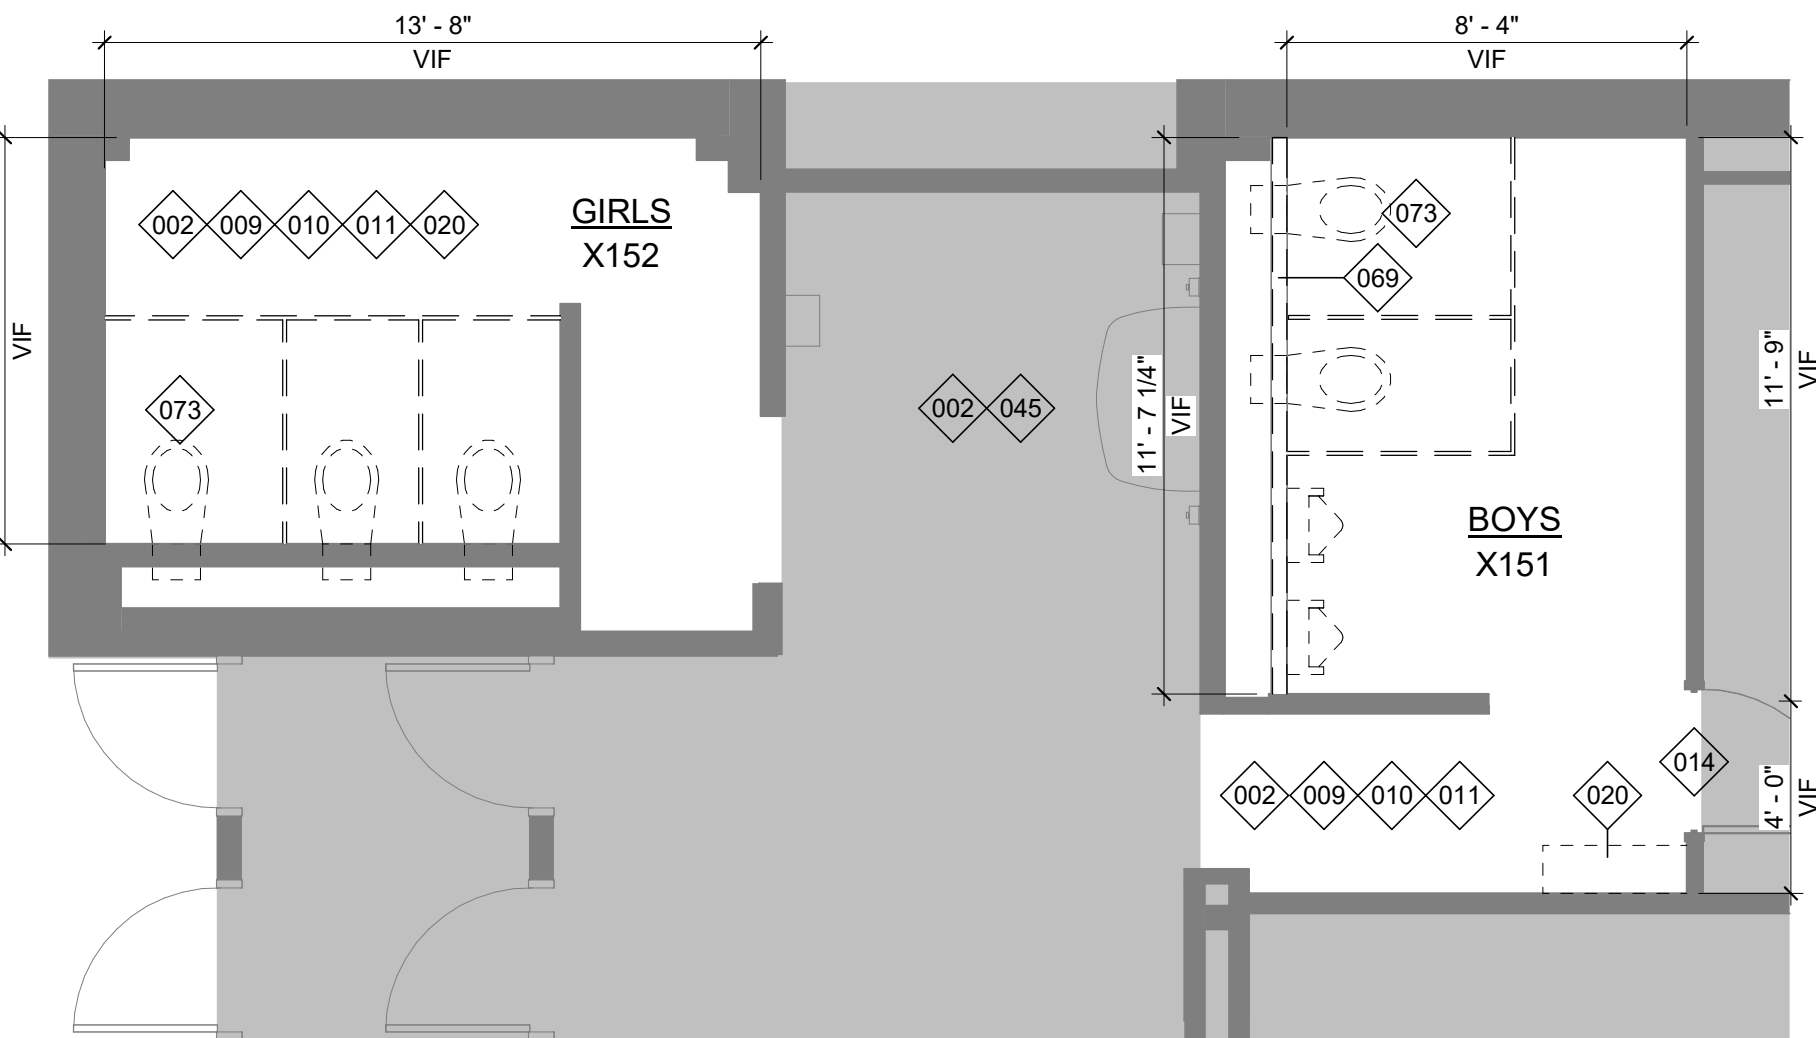 13' - 8"
VIF
8' - 4"
VIF
002 009 010 011 020
GIRLS
X152
073
VIF
002 045
11' - 7 1/4"
VIF
073
069
BOYS
X151
11' - 9"
VIF
002 009 010 011
020
014
4' - 0"
VIF